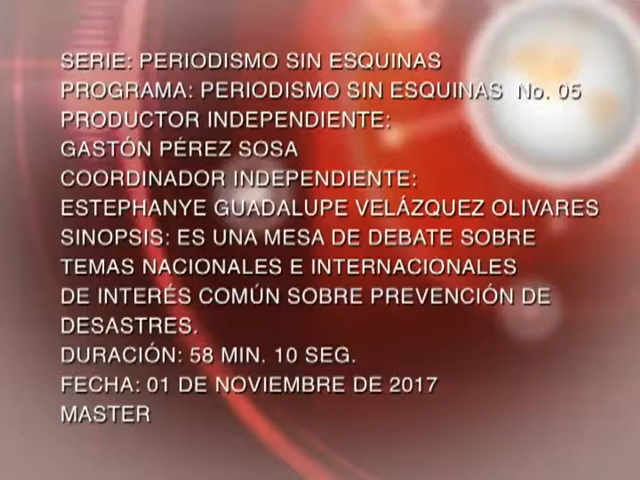 SERIE: PERIODISMO SIN ESQUINAS
PROGRAMA: PERIODISMO SIN ESQUINAS No. 05
PRODUCTOR INDEPENDIENTE:
GASTÓN PÉREZ SOSA
COORDINADOR INDEPENDIENTE:
ESTEPHANYE GUADALUPE VELÁZQUEZ OLIVARES
SINOPSIS: ES UNA MESA DE DEBATE SOBRE
TEMAS NACIONALES E INTERNACIONALES
DE INTERÉS COMÚN SOBRE PREVENCIÓN DE
DESASTRES.
DURACIÓN: 58 MIN. 10 SEG.
FECHA: 01 DE NOVIEMBRE DE 2017
MASTER